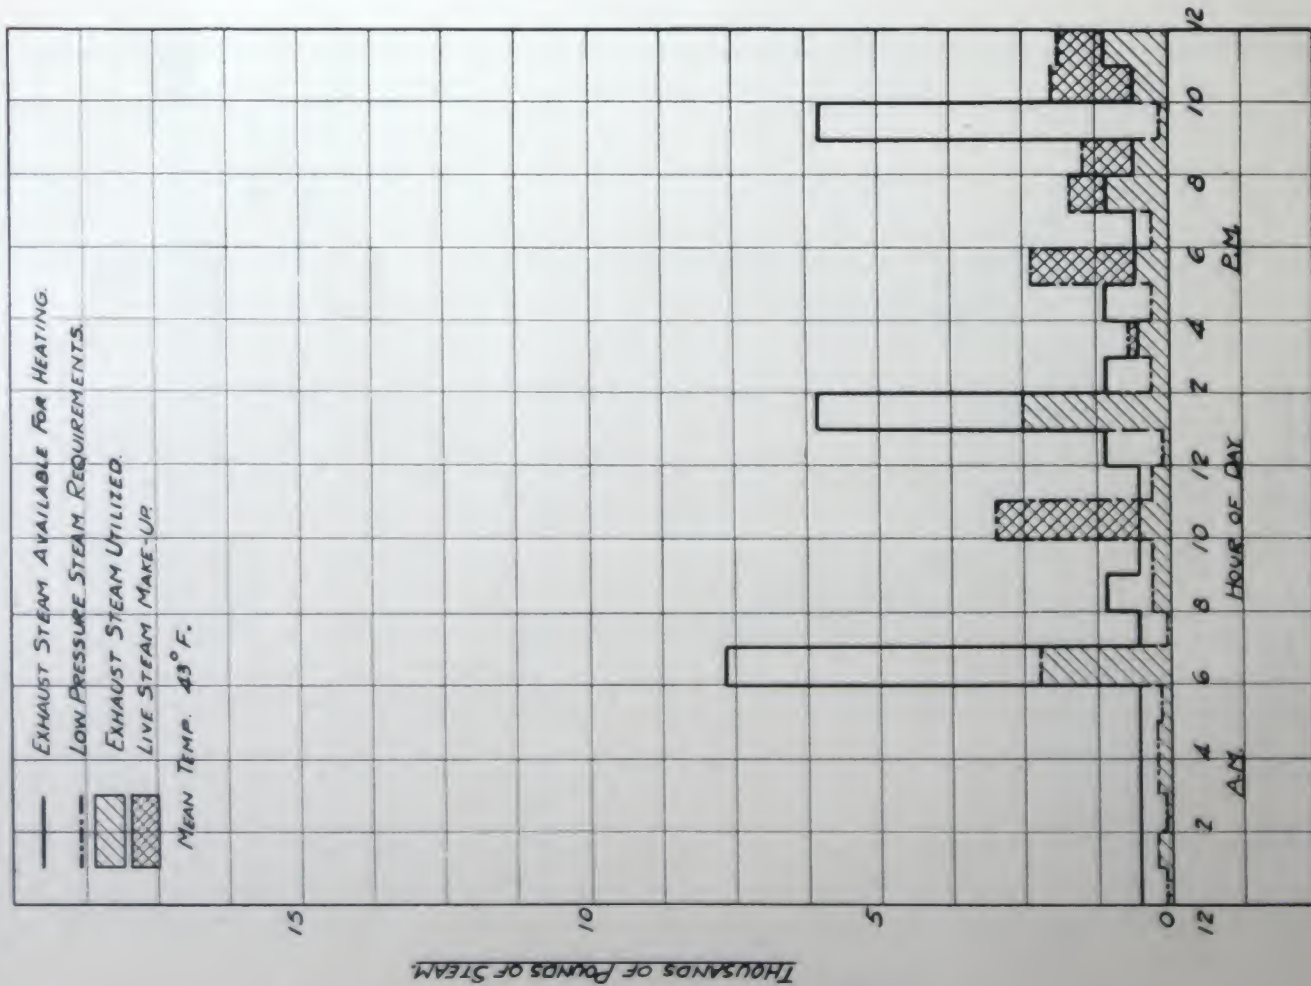 EXHAUST STEAM AVAILABLE FOR HEATING.
LOW PRESSURE STEAM REQUIREMENTS.
EXHAUST STEAM UTILIZED.
LIVE STEAM MAKE-UP.
MEAN TEMP. 43° F.
THOUSANDS OF POUNDS OF STEAM.
15
10
5
0
12 2 4 6 8 10 12 2 4 6 8 10 12
A.M. HOUR OF DAY P.M.